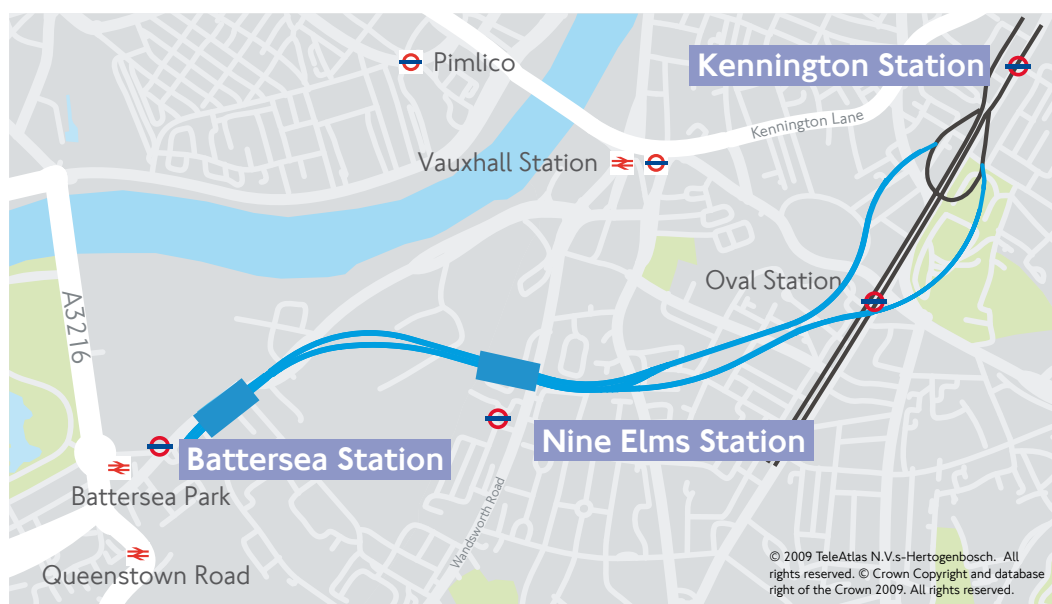 Pimlico
Kennington Station
Kennington Lane
Vauxhall Station
Oval Station
A3216
Nine Elms Station
Battersea Station
Battersea Park
Wandsworth Road
Queenstown Road
© 2009 TeleAtlas N.V.s-Hertogenbosch. All
rights reserved. © Crown Copyright and database
right of the Crown 2009. All rights reserved.